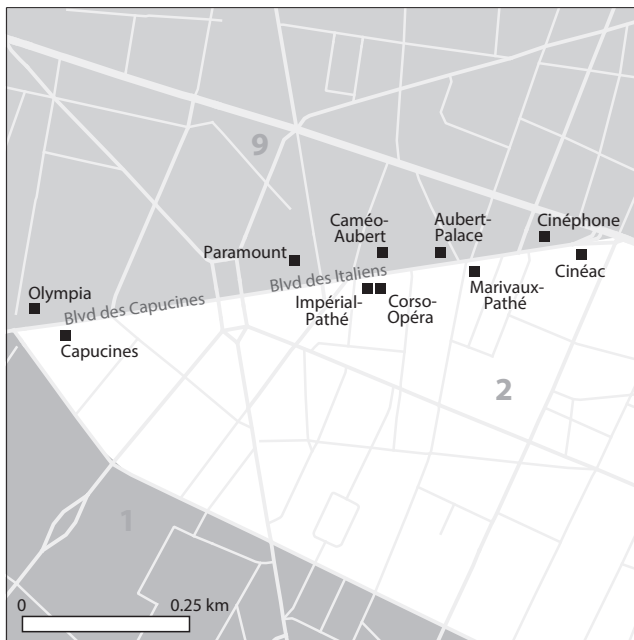 9
Caméo-
Aubert
Aubert-
Palace
Cinéphone
Paramount
Cinéac
Blvd des Italiens
Marivaux-
Pathé
Olympia
Blvd des Capucines
Impérial-
Pathé
Corso-
Opéra
Capucines
2
1
0
0.25 km